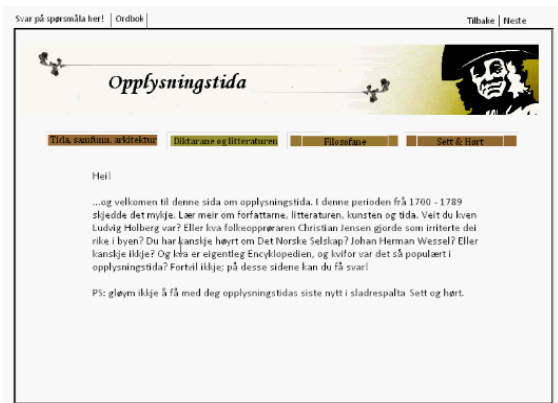 Svar på spørsmåla her! | Ordbok | Tilbake | Neste
Opplysningstida
Tida, samfunn, arkitektur Diktarane og litteraturen Filosofane Sett & Hørt
Hei!
...og velkomen til denne sida om opplysningstida. I denne perioden frå 1700 - 1789
skjedde det mykje. Lær meir om forfattarne, litteraturen, kunsten og tida. Veit du kven
Ludvig Holberg var? Eller kva folkeopprøraren Christian Jensen gjorde som irriterte dei
rike i byen? Du har kanskje høyrt om Det Norske Selskap? Johan Herman Wessel? Eller
kanskje ikkje? Og kva er eigentleg Encyklopedien, og kvifor var det så populært i
opplysningstida? Fortvil ikkje; på desse sidene kan du få svar!
PS: gløym ikkje å få med deg opplysningstidas siste nytt i sladrespalta Sett og hørt.